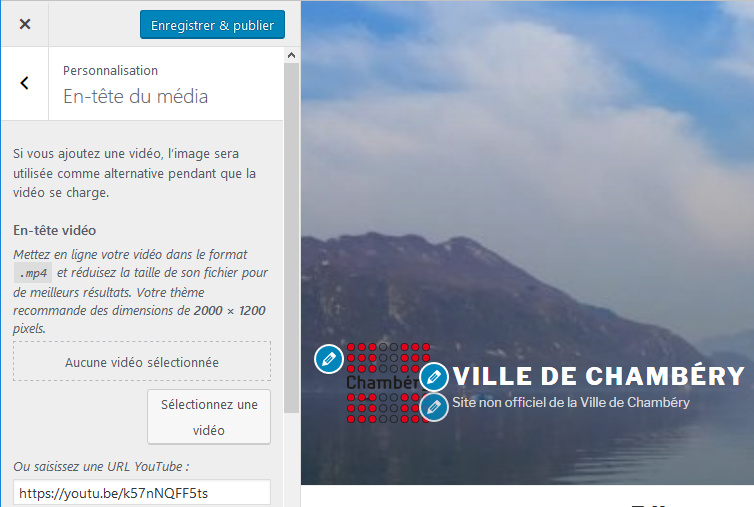 Enregistrer & publier
Personnalisation
En-tête du média
Si vous ajoutez une vidéo, l'image sera
utilisée comme alternative pendant que la
vidéo se charge.
En-tête vidéo
Mettez en ligne votre vidéo dans le format
.mp4 et réduisez la taille de son fichier pour
de meilleurs résultats. Votre thème
recommande des dimensions de 2000 × 1200
pixels.
Aucune vidéo sélectionnée
Sélectionnez une
vidéo
Ou saisissez une URL YouTube :
https://youtu.be/k57nNQFF5ts
VILLE DE CHAMBÉRY
Site non officiel de la Ville de Chambéry